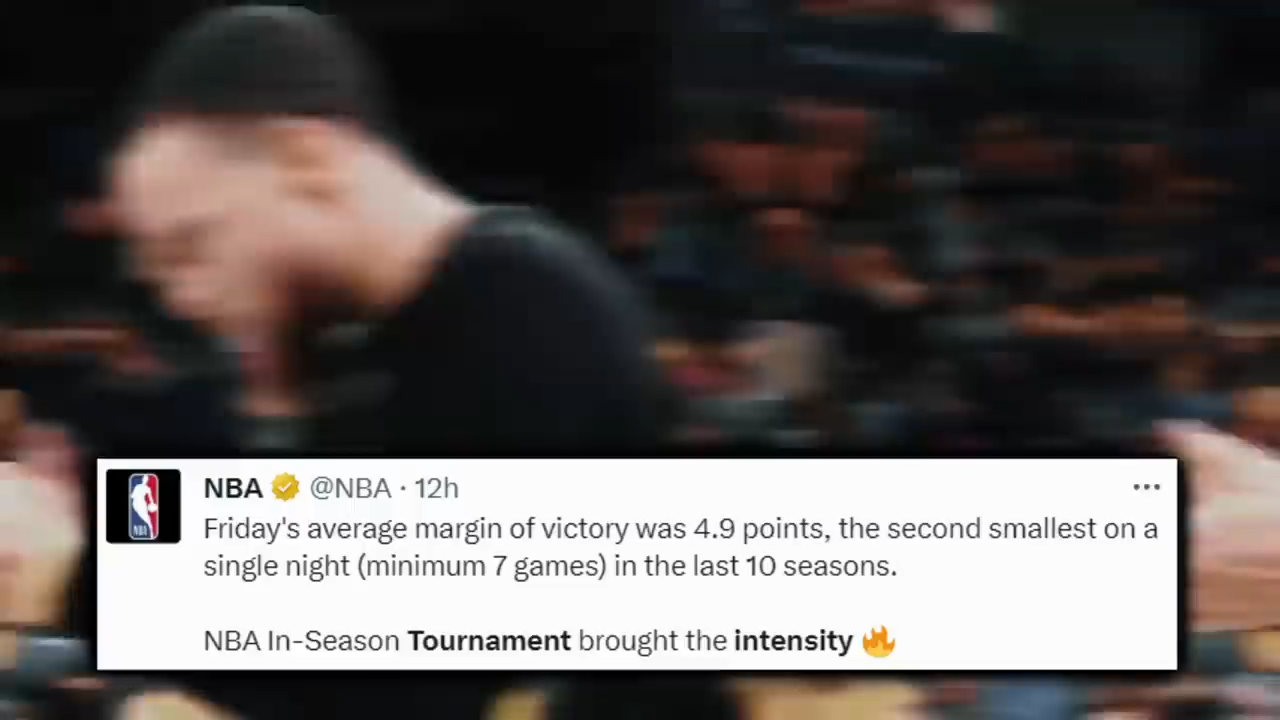 NBA @NBA · 12h
Friday's average margin of victory was 4.9 points, the second smallest on a
single night (minimum 7 games) in the last 10 seasons.
NBA In-Season Tournament brought the intensity 🔥